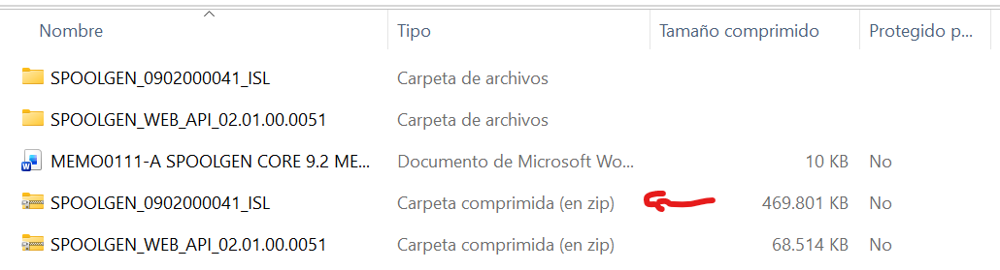 Nombre Tipo Tamaño comprimido Protegido p...
SPOOLGEN_0902000041_ISL Carpeta de archivos
SPOOLGEN_WEB_API_02.01.00.0051 Carpeta de archivos
MEMO0111-A SPOOLGEN CORE 9.2 ME... Documento de Microsoft Wo... 10 KB No
SPOOLGEN_0902000041_ISL Carpeta comprimida (en zip) 469.801 KB No
SPOOLGEN_WEB_API_02.01.00.0051 Carpeta comprimida (en zip) 68.514 KB No